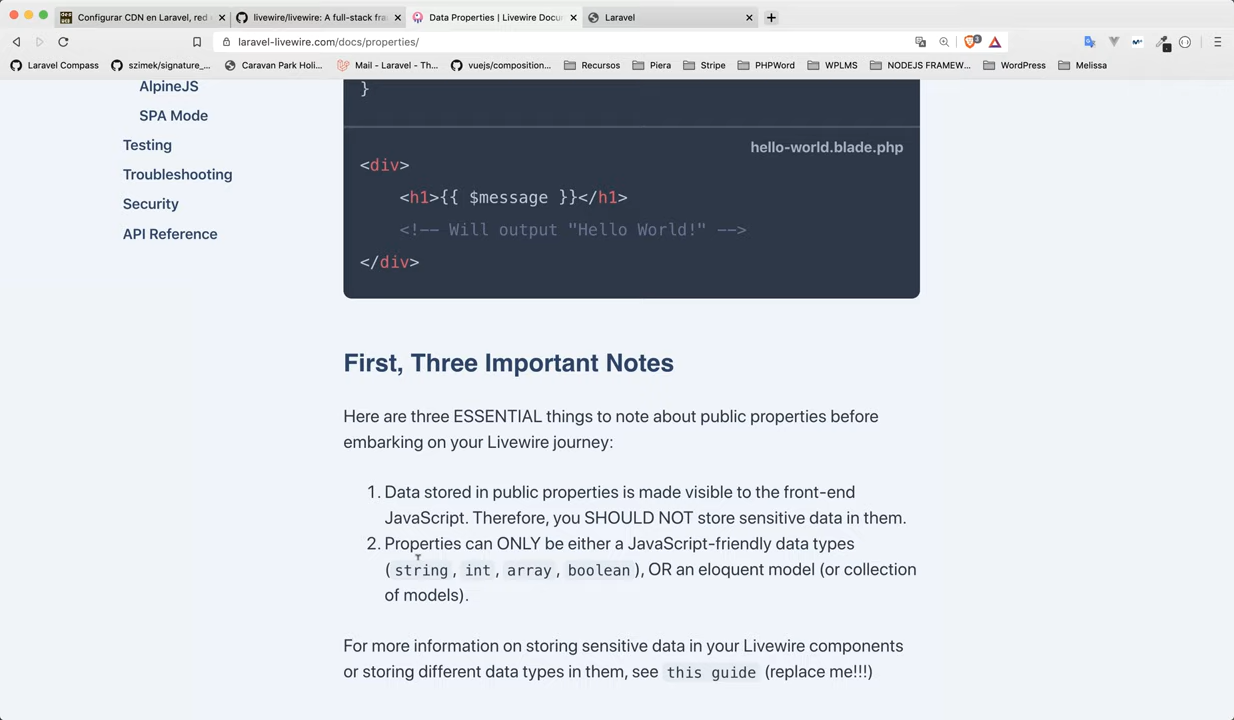 Configurar CDN en Laravel, red
livewire/livewire: A full-stack fra
Data Properties | Livewire Docu
Laravel
laravel-livewire.com/docs/properties/
3
Laravel Compass
szimek/signature_...
Caravan Park Holi...
Mail - Laravel - Th...
vuejs/composition...
Recursos
Piera
Stripe
PHPWord
WPLMS
NODEJS FRAMEW...
WordPress
Melissa
AlpineJS
SPA Mode
Testing
Troubleshooting
Security
API Reference
}
hello-world.blade.php
<div>
<h1>{{ $message }}</h1>
<!-- Will output "Hello World!" -->
</div>
First, Three Important Notes
Here are three ESSENTIAL things to note about public properties before
embarking on your Livewire journey:
1. Data stored in public properties is made visible to the front-end
JavaScript. Therefore, you SHOULD NOT store sensitive data in them.
2. Properties can ONLY be either a JavaScript-friendly data types
(string, int, array, boolean), OR an eloquent model (or collection
of models).
For more information on storing sensitive data in your Livewire components
or storing different data types in them, see this guide (replace me!!!)